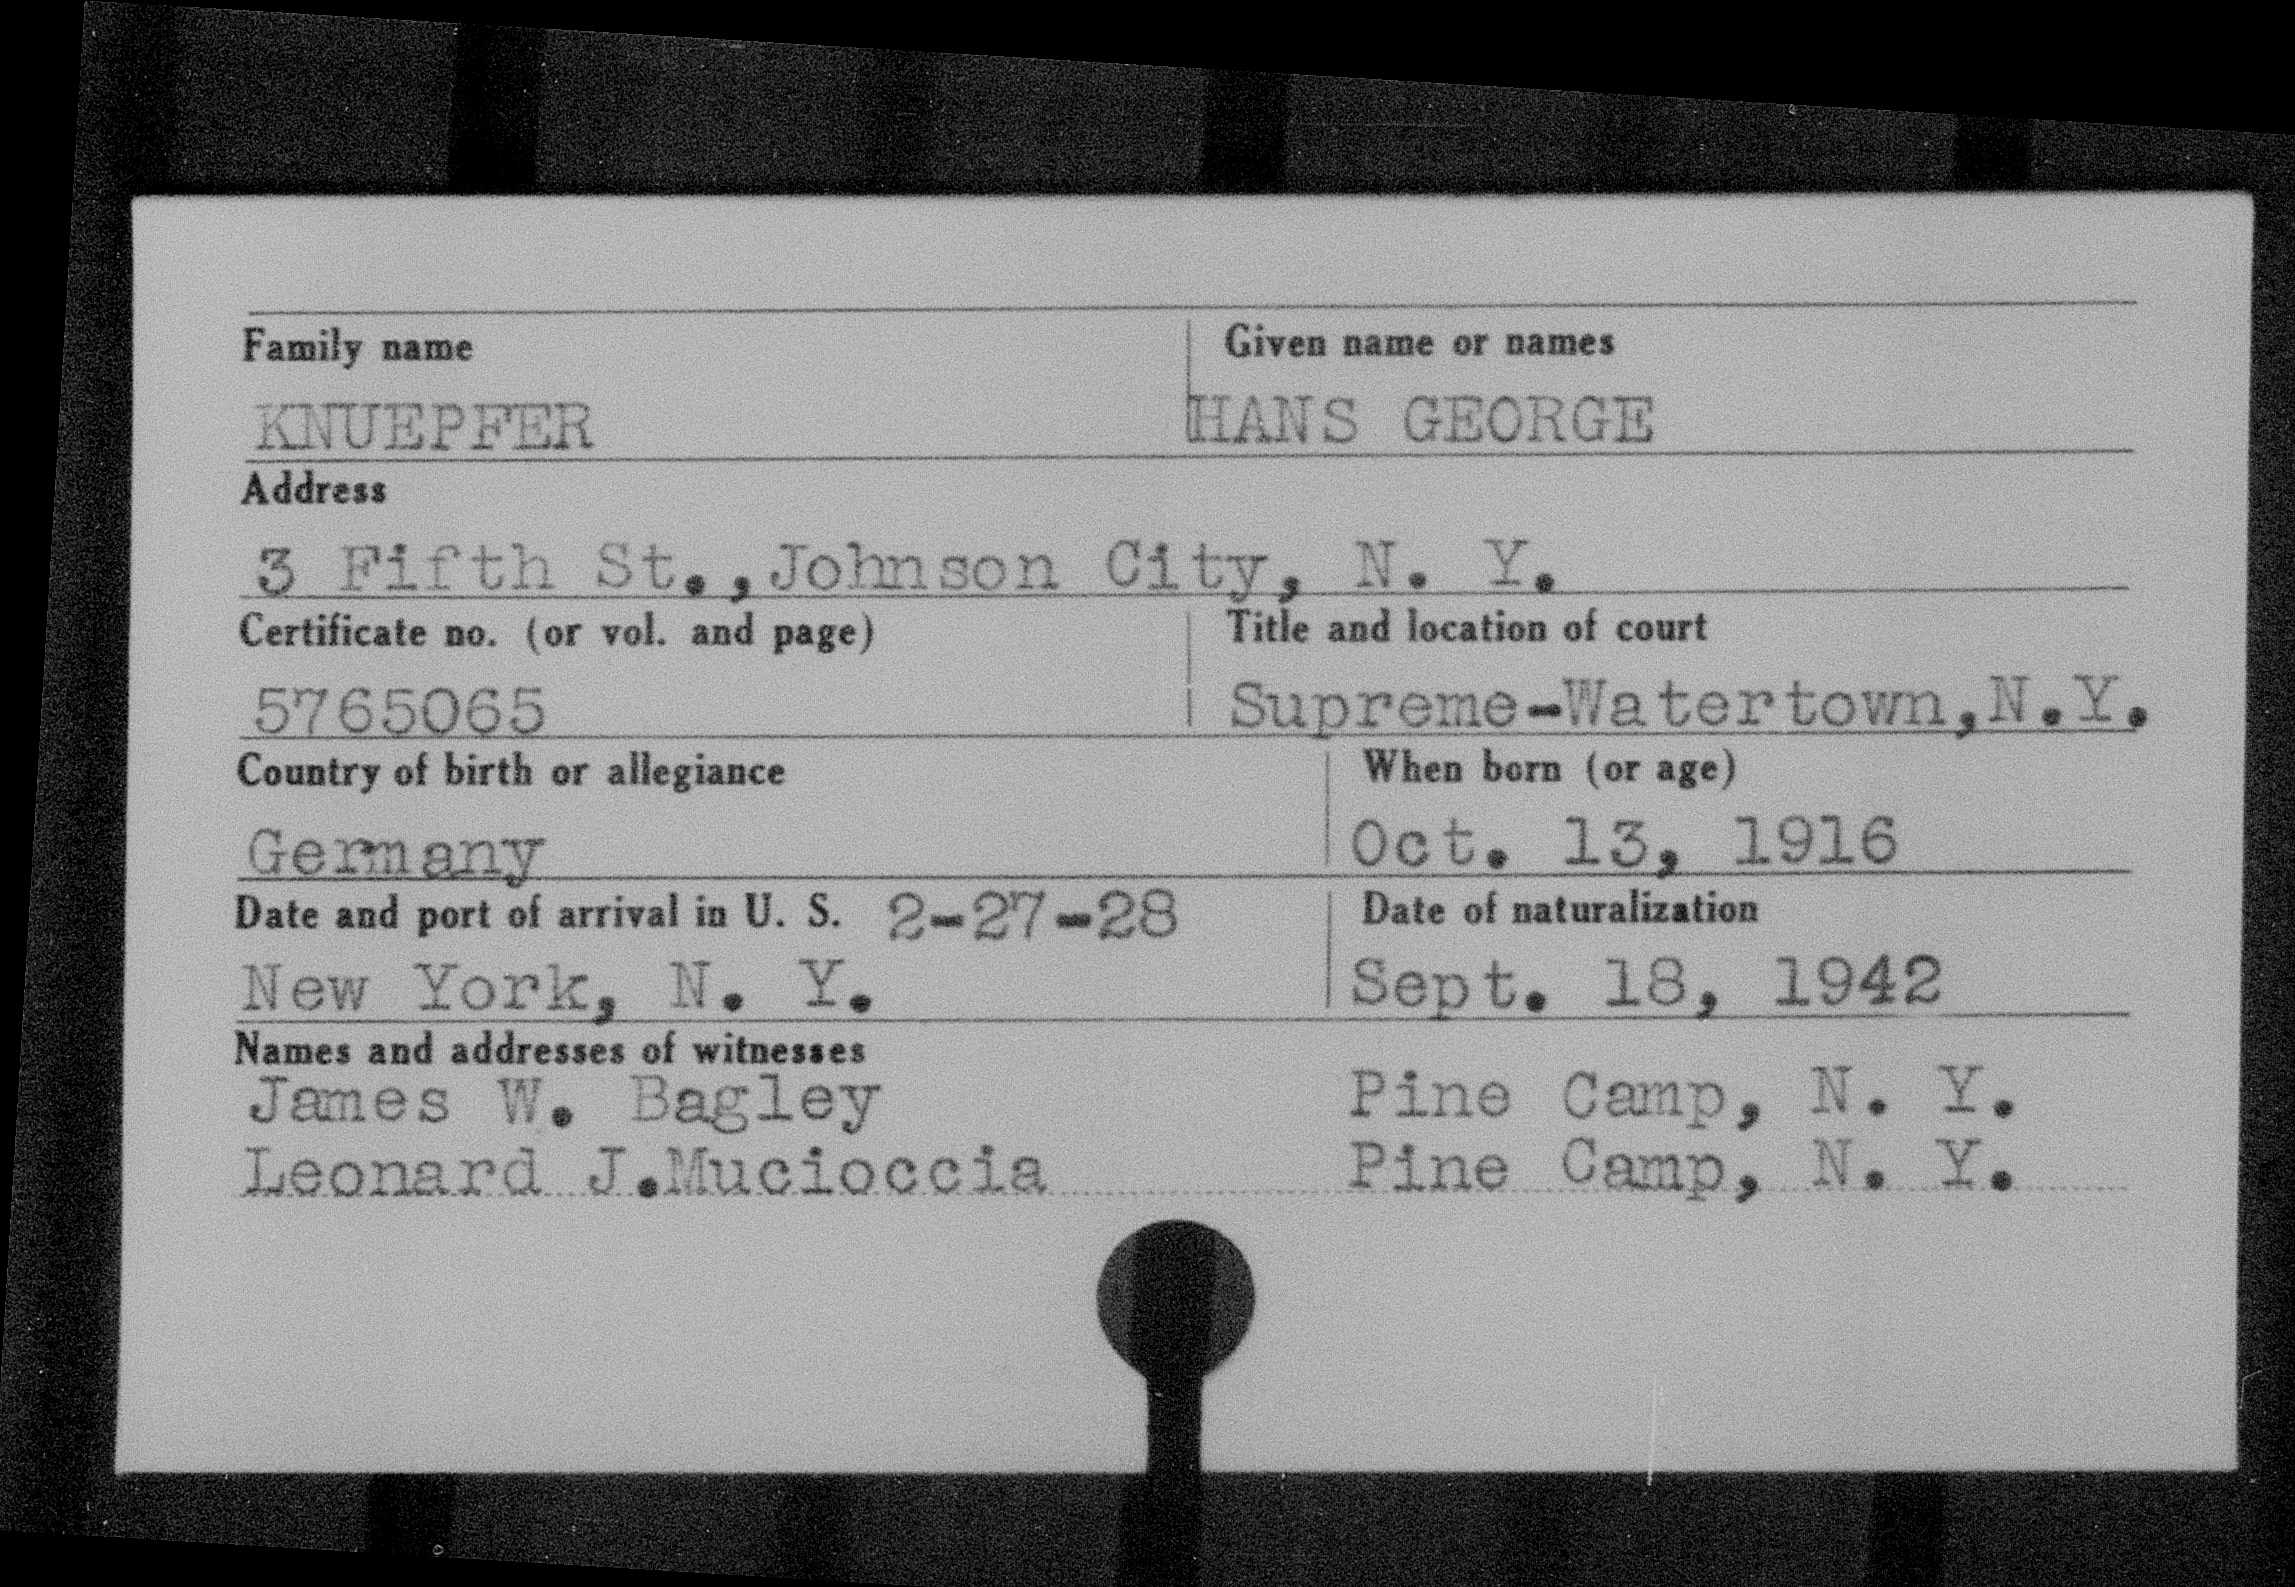 Family name Given name or names
KNUEPFER HANS GEORGE
Address
3 Fifth St.,Johnson City, N. Y.
Certificate no. (or vol. and page) Title and location of court
5765065 Supreme-Watertown,N.Y.
Country of birth or allegiance When born (or age)
Germany Oct. 13, 1916
Date and port of arrival in U. S. 2-27-28 Date of naturalization
New York, N. Y. Sept. 18, 1942
Names and addresses of witnesses
James W. Bagley Pine Camp, N. Y.
Leonard J.Mucioccia Pine Camp, N. Y.